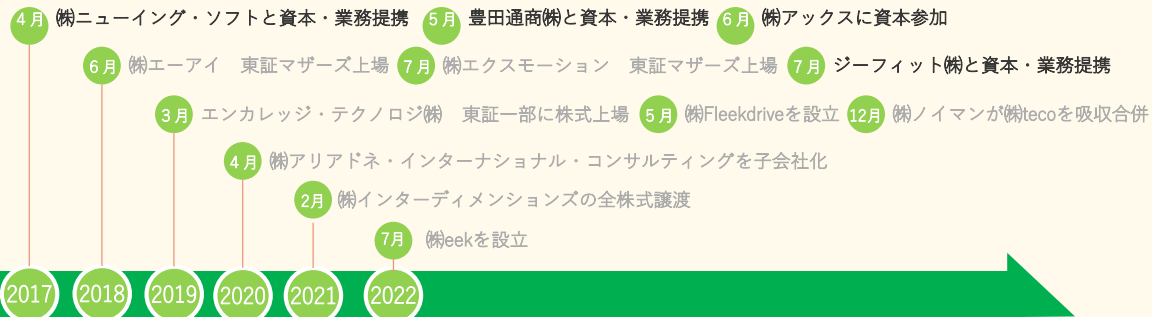 4月 ㈱ニューイング・ソフトと資本・業務提携 5月 豊田通商㈱と資本・業務提携 6月 ㈱アックスに資本参加
6月 ㈱エーアイ　東証マザーズ上場 7月 ㈱エクスモーション　東証マザーズ上場 7月 ジーフィット㈱と資本・業務提携
3月 エンカレッジ・テクノロジ㈱　東証一部に株式上場 5月 ㈱Fleekdriveを設立 12月 ㈱ノイマンが㈱tecoを吸収合併
4月 ㈱アリアドネ・インターナショナル・コンサルティングを子会社化
2月 ㈱インターディメンションズの全株式譲渡
7月 ㈱eekを設立
2017 2018 2019 2020 2021 2022